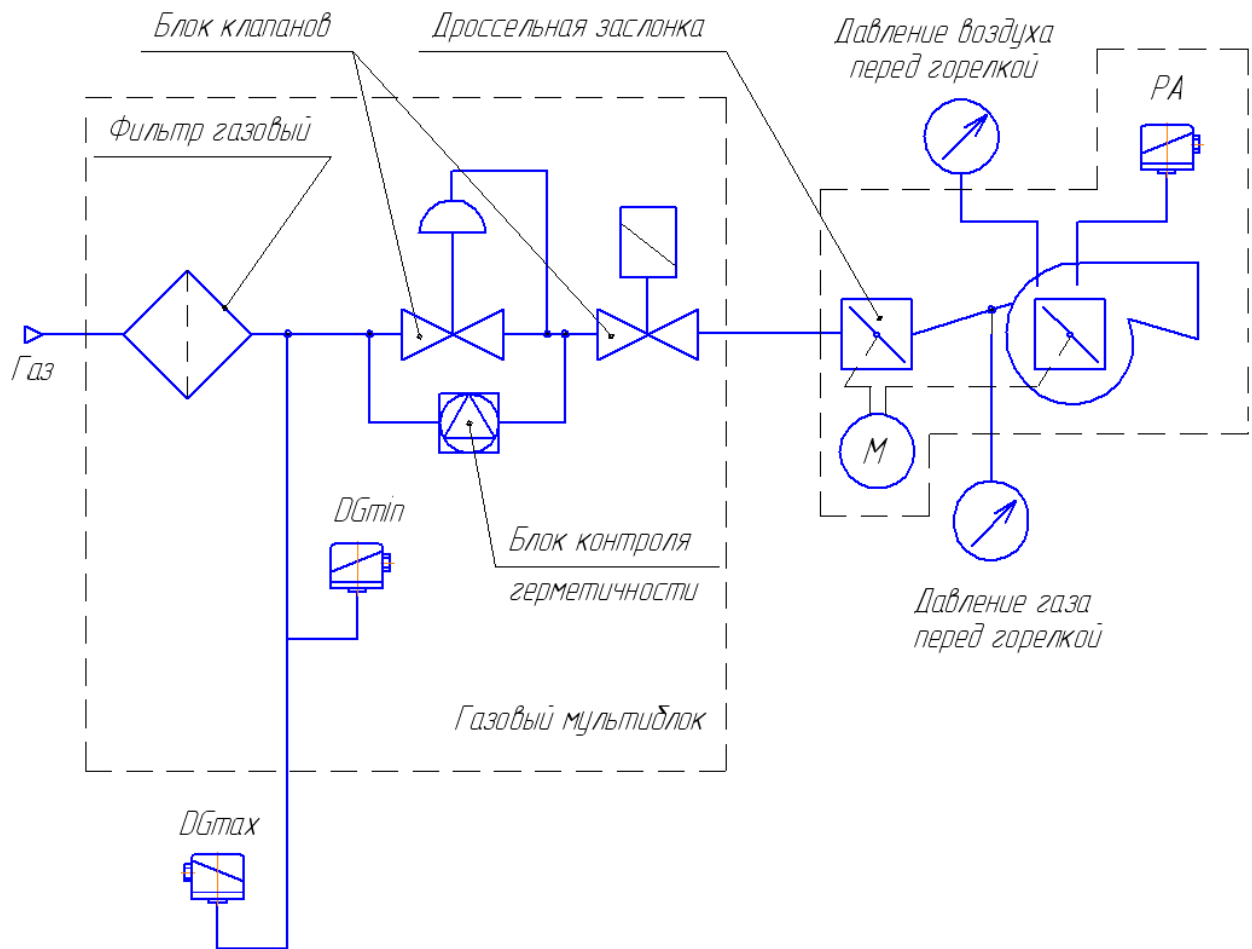 Блок клапанов
Дроссельная заслонка
Давление воздуха
перед горелкой
РА
Фильтр газовый
Газ
М
DGmin
Блок контроля
герметичности
Давление газа
перед горелкой
Газовый мультиблок
DGmax